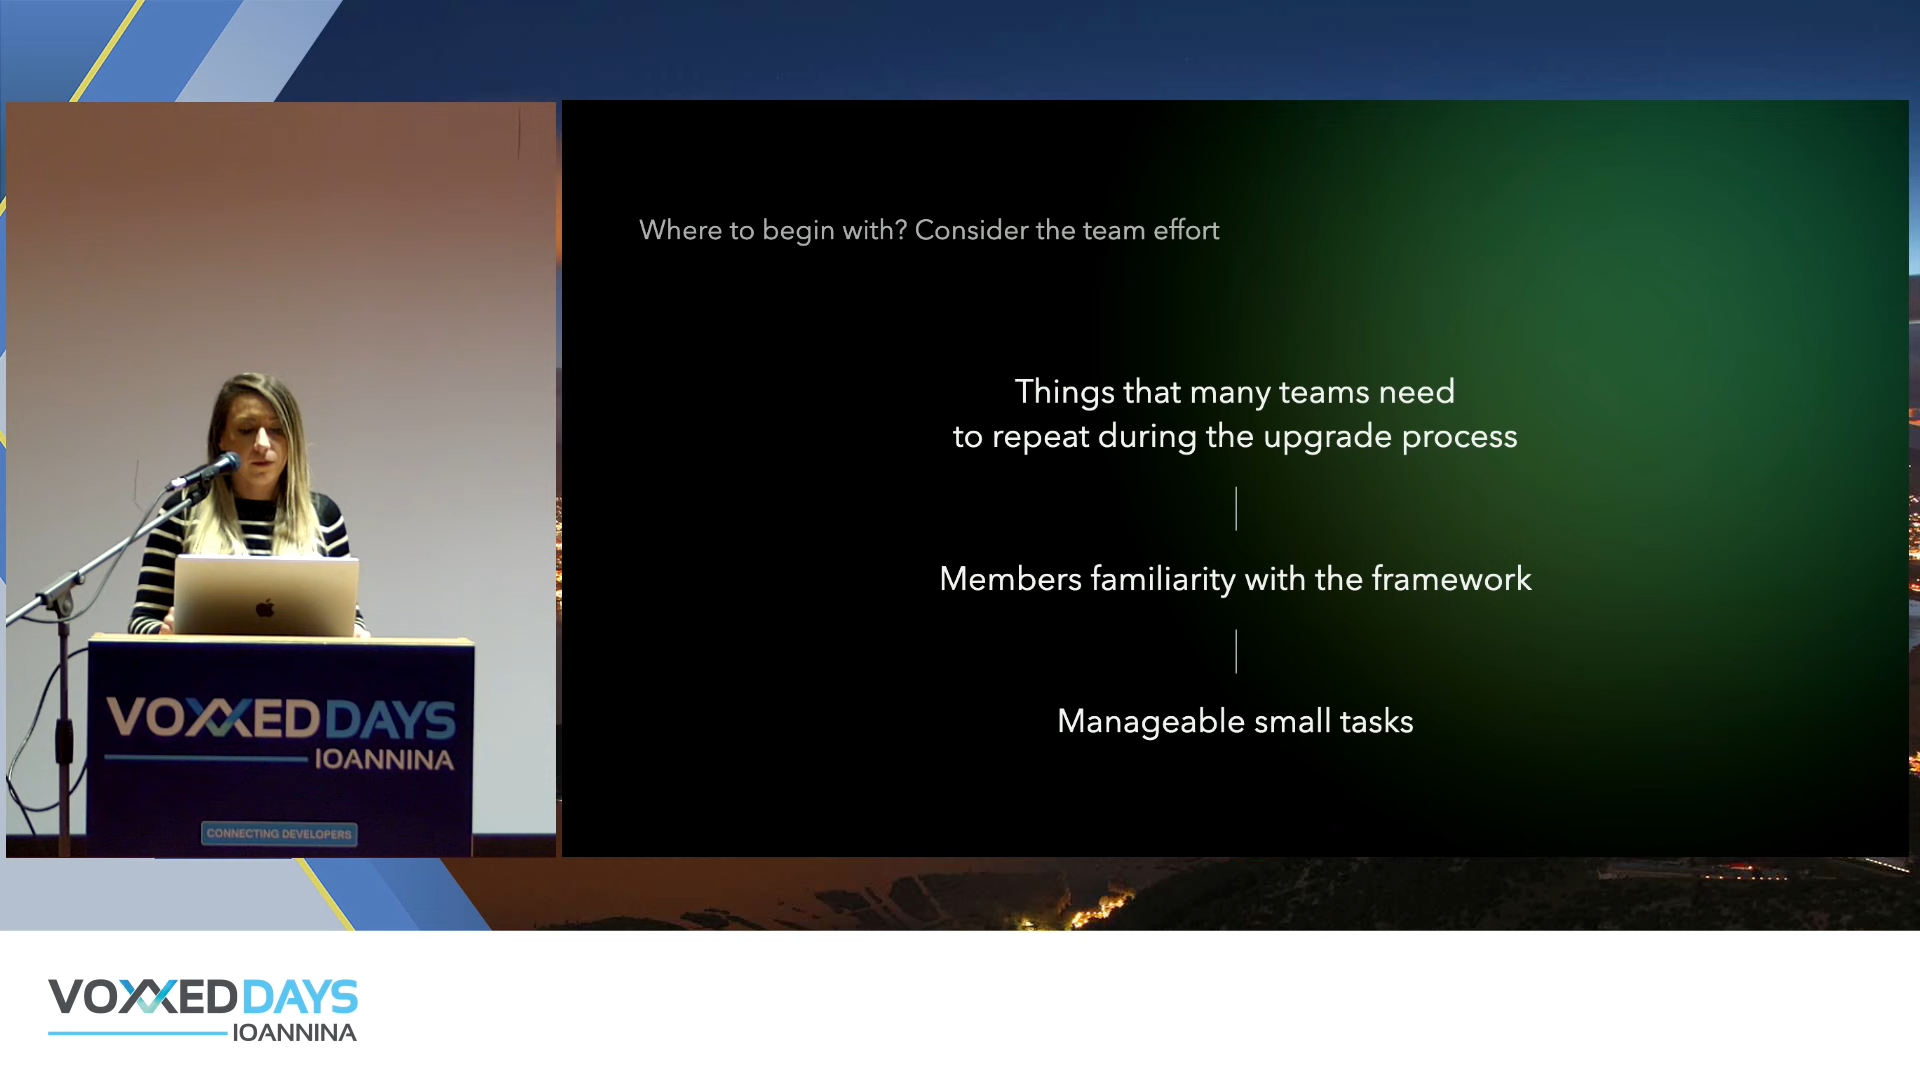 Where to begin with? Consider the team effort
Things that many teams need
to repeat during the upgrade process
Members familiarity with the framework
Manageable small tasks
VOXXEDDAYS
IOANNINA
CONNECTING DEVELOPERS
VOXXEDDAYS
IOANNINA